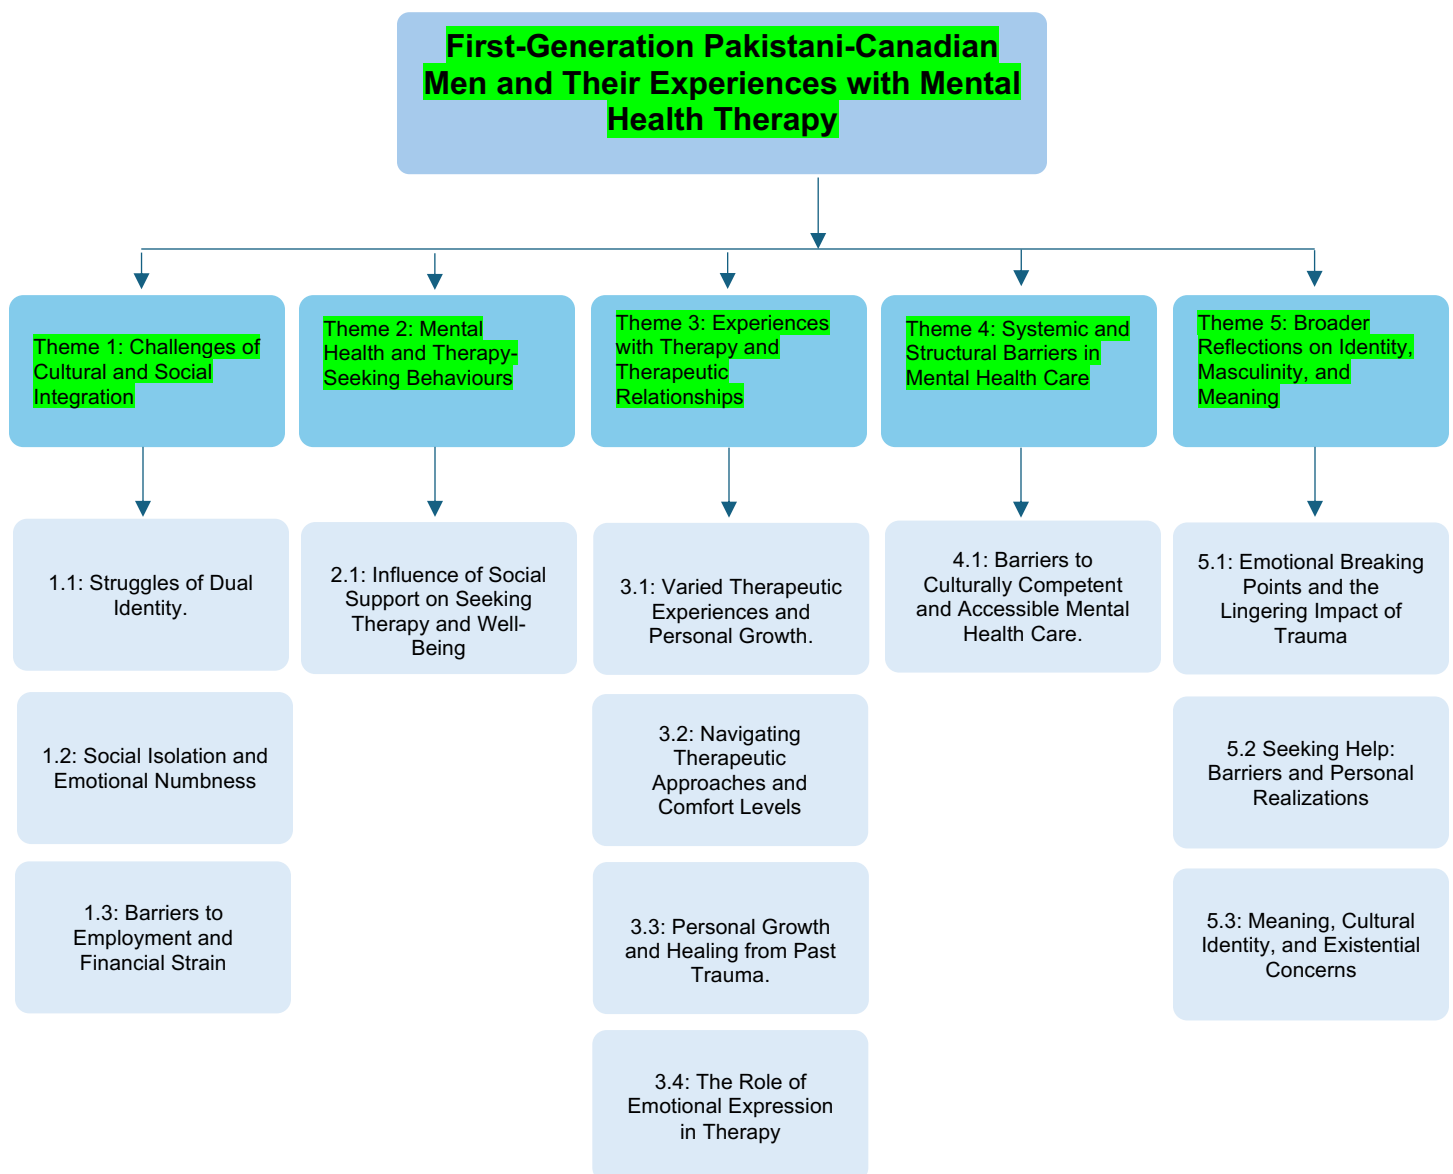 First-Generation Pakistani-Canadian
Men and Their Experiences with Mental
Health Therapy
Theme 1: Challenges of
Cultural and Social
Integration
Theme 2: Mental
Health and Therapy-
Seeking Behaviours
Theme 3: Experiences
with Therapy and
Therapeutic
Relationships
Theme 4: Systemic and
Structural Barriers in
Mental Health Care
Theme 5: Broader
Reflections on Identity,
Masculinity, and
Meaning
1.1: Struggles of Dual
Identity.
1.2: Social Isolation and
Emotional Numbness
1.3: Barriers to
Employment and
Financial Strain
2.1: Influence of Social
Support on Seeking
Therapy and Well-
Being
3.1: Varied Therapeutic
Experiences and
Personal Growth.
3.2: Navigating
Therapeutic
Approaches and
Comfort Levels
3.3: Personal Growth
and Healing from Past
Trauma.
3.4: The Role of
Emotional Expression
in Therapy
4.1: Barriers to
Culturally Competent
and Accessible Mental
Health Care.
5.1: Emotional Breaking
Points and the
Lingering Impact of
Trauma
5.2 Seeking Help:
Barriers and Personal
Realizations
5.3: Meaning, Cultural
Identity, and Existential
Concerns